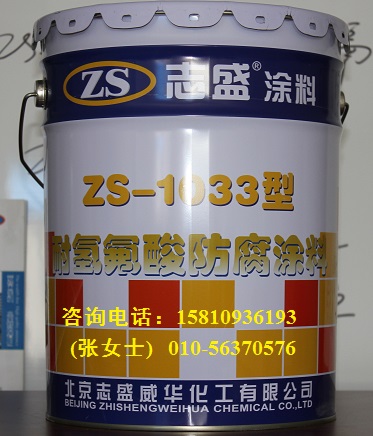 ZS 志盛® 涂料
ZS-1033型
耐氢氟酸防腐涂料
咨询电话：15810936193
(张女士) 010-56370576
北京志盛威华化工有限公司
BEIJING ZHISHENGWEIHUA CHEMICAL CO.,LTD